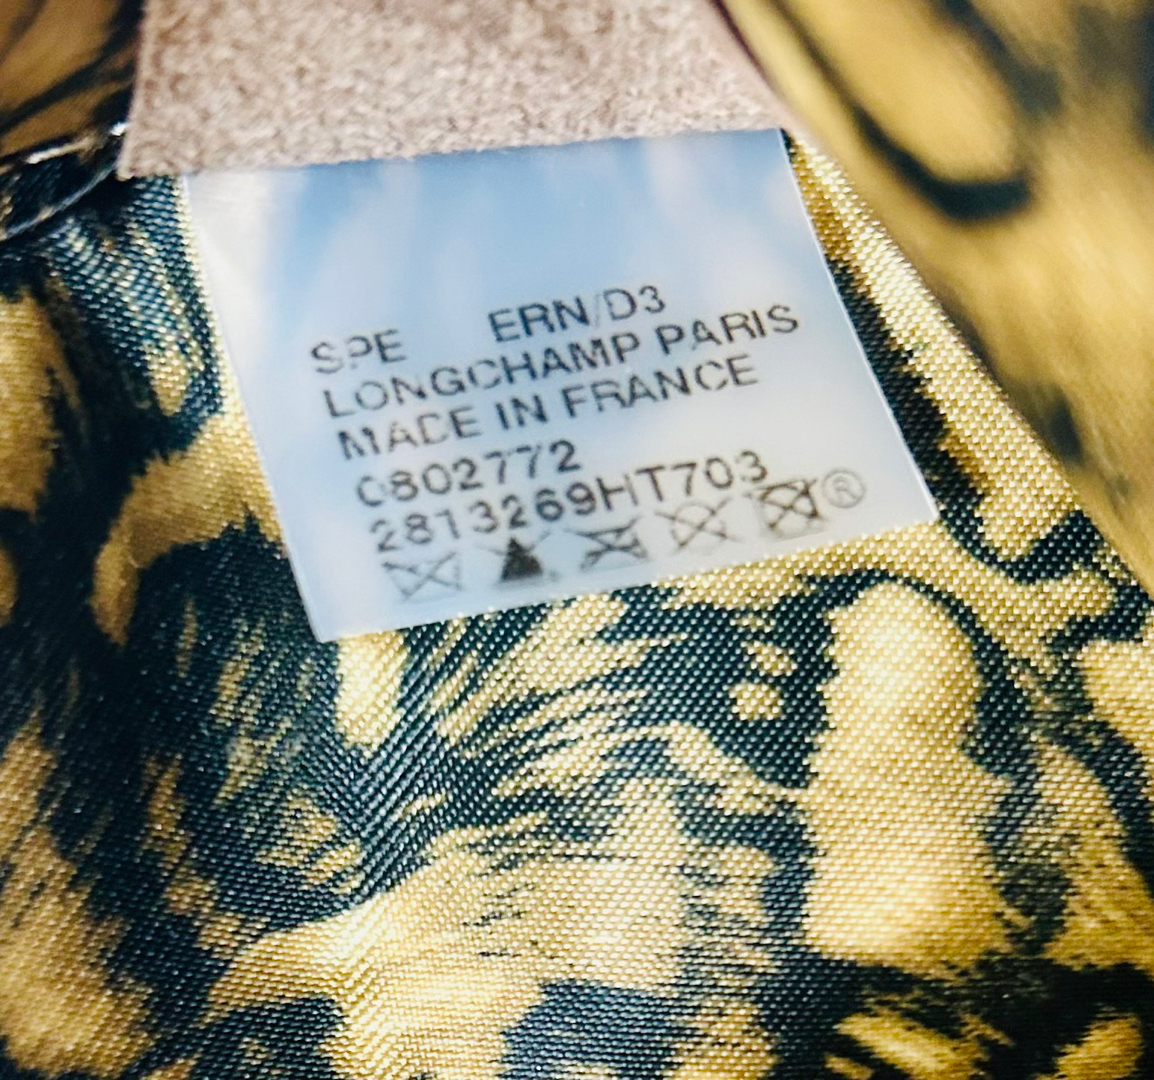 SPE ERN/D3
LONGCHAMP PARIS
MADE IN FRANCE
0802772
2813269HT703
®